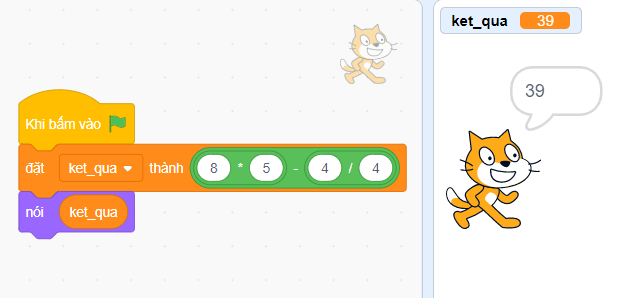 ket_qua 39
39
Khi bấm vào
đặt ket_qua thành 8 * 5 - 4 / 4
nói ket_qua